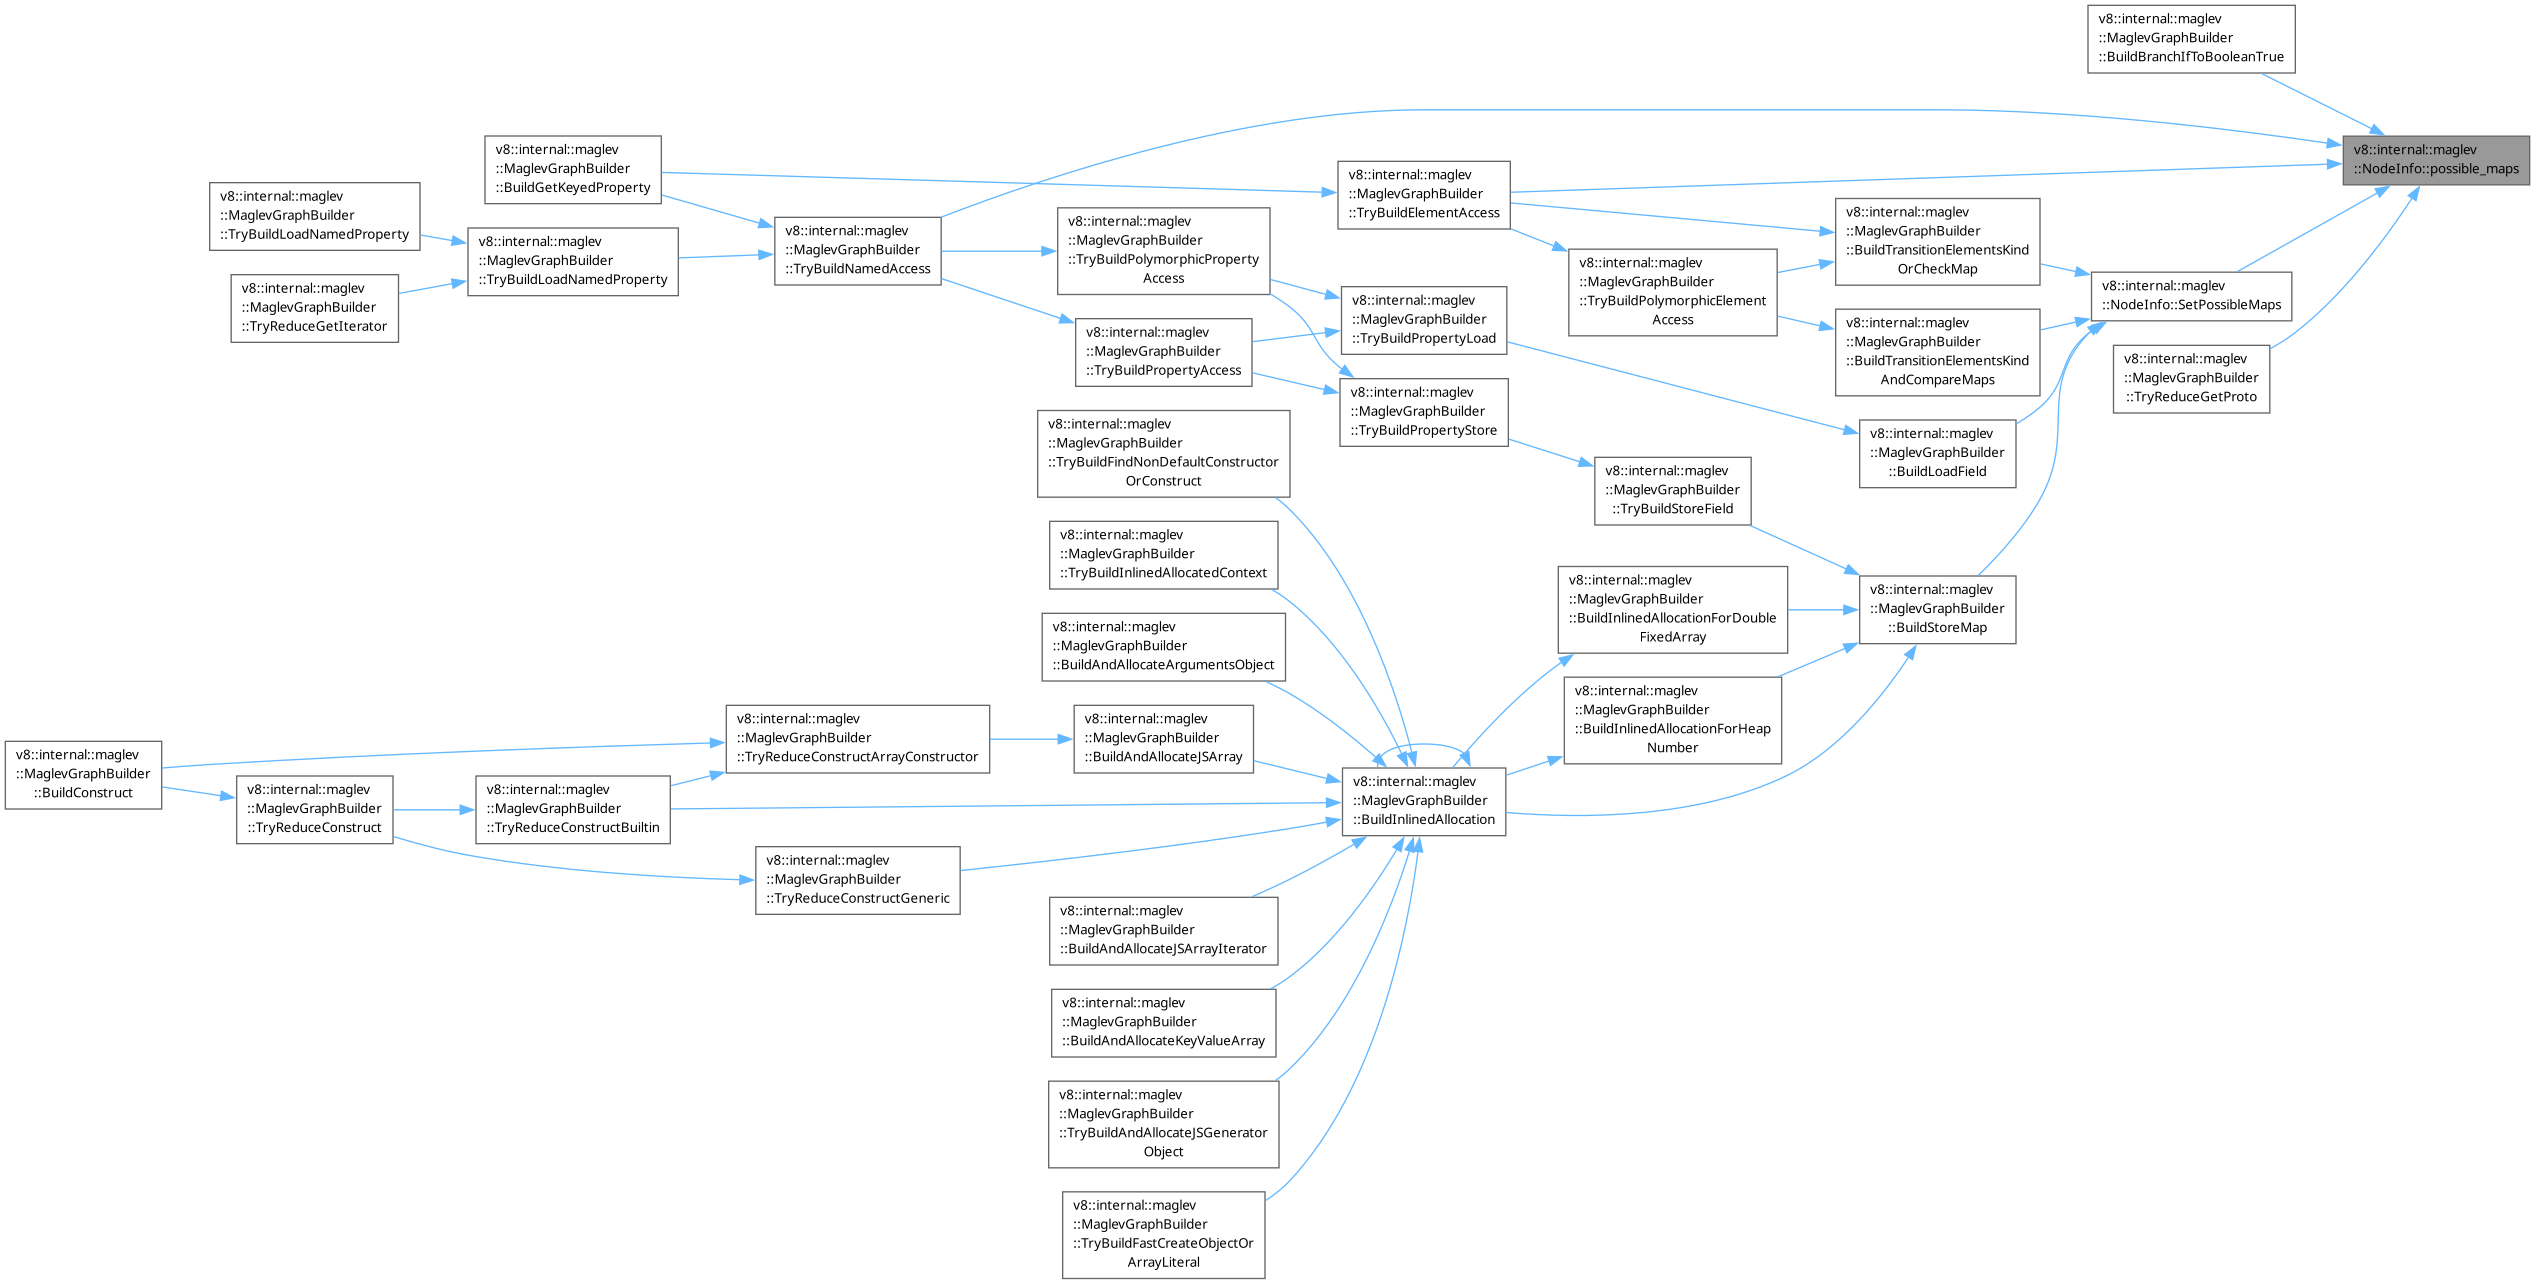 v8::internal::maglev
::MaglevGraphBuilder
::BuildBranchIfToBooleanTrue
v8::internal::maglev
::NodeInfo::possible_maps
v8::internal::maglev
::MaglevGraphBuilder
::BuildGetKeyedProperty
v8::internal::maglev
::MaglevGraphBuilder
::TryBuildElementAccess
v8::internal::maglev
::MaglevGraphBuilder
::TryBuildLoadNamedProperty
v8::internal::maglev
::MaglevGraphBuilder
::BuildTransitionElementsKind
OrCheckMap
v8::internal::maglev
::MaglevGraphBuilder
::TryBuildPolymorphicProperty
Access
v8::internal::maglev
::MaglevGraphBuilder
::TryBuildNamedAccess
v8::internal::maglev
::MaglevGraphBuilder
::TryBuildLoadNamedProperty
v8::internal::maglev
::MaglevGraphBuilder
::TryBuildPolymorphicElement
Access
v8::internal::maglev
::NodeInfo::SetPossibleMaps
v8::internal::maglev
::MaglevGraphBuilder
::TryReduceGetIterator
v8::internal::maglev
::MaglevGraphBuilder
::TryBuildPropertyLoad
v8::internal::maglev
::MaglevGraphBuilder
::BuildTransitionElementsKind
AndCompareMaps
v8::internal::maglev
::MaglevGraphBuilder
::TryBuildPropertyAccess
v8::internal::maglev
::MaglevGraphBuilder
::TryReduceGetProto
v8::internal::maglev
::MaglevGraphBuilder
::TryBuildPropertyStore
v8::internal::maglev
::MaglevGraphBuilder
::TryBuildFindNonDefaultConstructor
OrConstruct
v8::internal::maglev
::MaglevGraphBuilder
::BuildLoadField
v8::internal::maglev
::MaglevGraphBuilder
::TryBuildStoreField
v8::internal::maglev
::MaglevGraphBuilder
::TryBuildInlinedAllocatedContext
v8::internal::maglev
::MaglevGraphBuilder
::BuildInlinedAllocationForDouble
FixedArray
v8::internal::maglev
::MaglevGraphBuilder
::BuildStoreMap
v8::internal::maglev
::MaglevGraphBuilder
::BuildAndAllocateArgumentsObject
v8::internal::maglev
::MaglevGraphBuilder
::BuildInlinedAllocationForHeap
Number
v8::internal::maglev
::MaglevGraphBuilder
::TryReduceConstructArrayConstructor
v8::internal::maglev
::MaglevGraphBuilder
::BuildAndAllocateJSArray
v8::internal::maglev
::MaglevGraphBuilder
::BuildConstruct
v8::internal::maglev
::MaglevGraphBuilder
::BuildInlinedAllocation
v8::internal::maglev
::MaglevGraphBuilder
::TryReduceConstruct
v8::internal::maglev
::MaglevGraphBuilder
::TryReduceConstructBuiltin
v8::internal::maglev
::MaglevGraphBuilder
::TryReduceConstructGeneric
v8::internal::maglev
::MaglevGraphBuilder
::BuildAndAllocateJSArrayIterator
v8::internal::maglev
::MaglevGraphBuilder
::BuildAndAllocateKeyValueArray
v8::internal::maglev
::MaglevGraphBuilder
::TryBuildAndAllocateJSGenerator
Object
v8::internal::maglev
::MaglevGraphBuilder
::TryBuildFastCreateObjectOr
ArrayLiteral